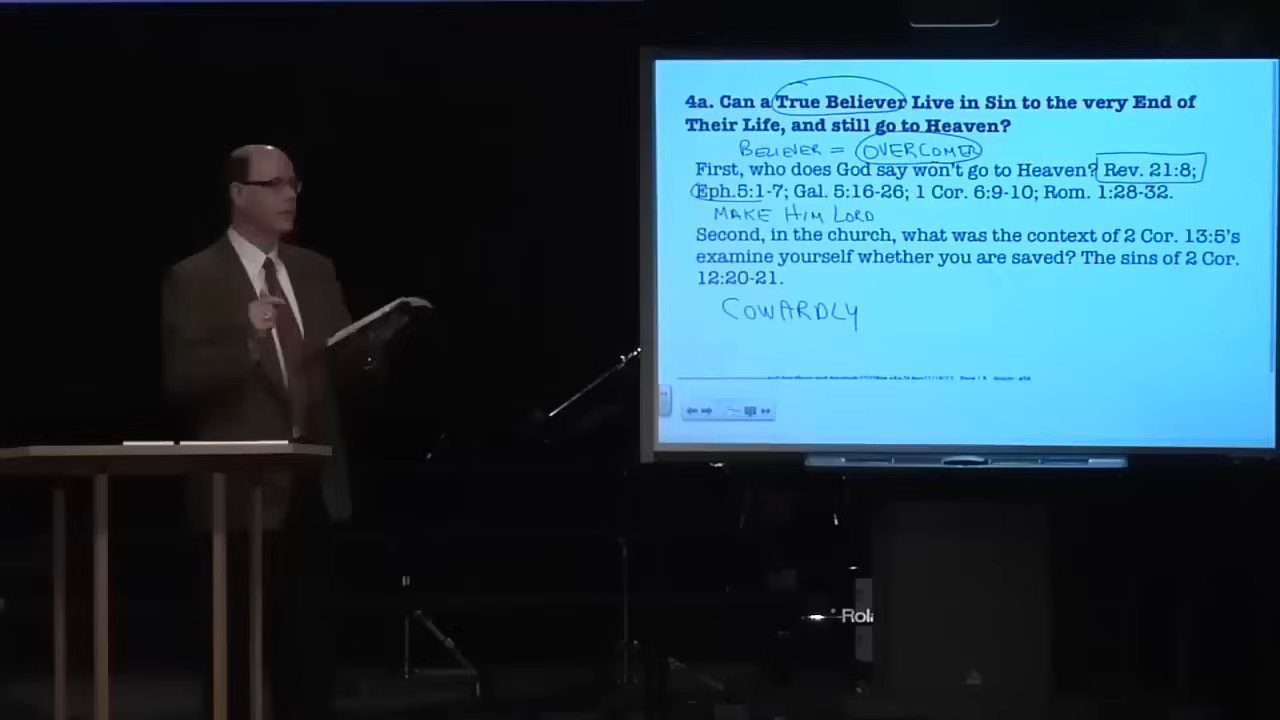 4a. Can a True Believer Live in Sin to the very End of
Their Life, and still go to Heaven?
BELIEVER = OVERCOMER
First, who does God say won't go to Heaven? Rev. 21:8;
Eph.5:1-7; Gal. 5:16-26; 1 Cor. 6:9-10; Rom. 1:28-32.
MAKE HIM LORD
Second, in the church, what was the context of 2 Cor. 13:5's
examine yourself whether you are saved? The sins of 2 Cor.
12:20-21.
COWARDLY
Rola